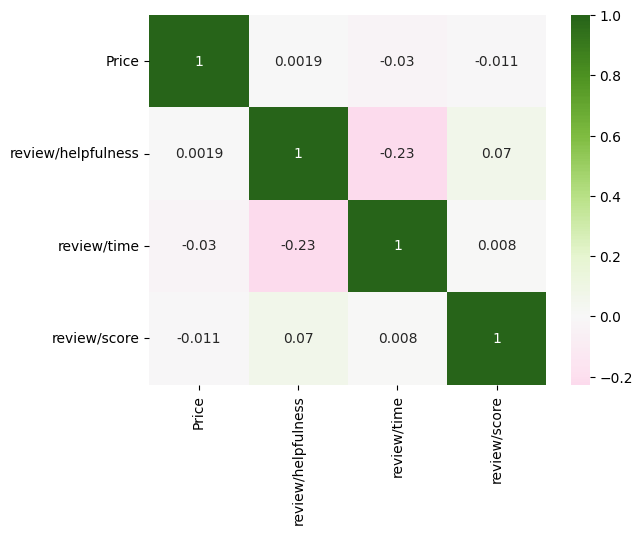 Price
1
0.0019
-0.03
-0.011
review/helpfulness
0.0019
1
-0.23
0.07
review/time
-0.03
-0.23
1
0.008
review/score
-0.011
0.07
0.008
1
Price
review/helpfulness
review/time
review/score
1.0
0.8
0.6
0.4
0.2
0.0
−0.2